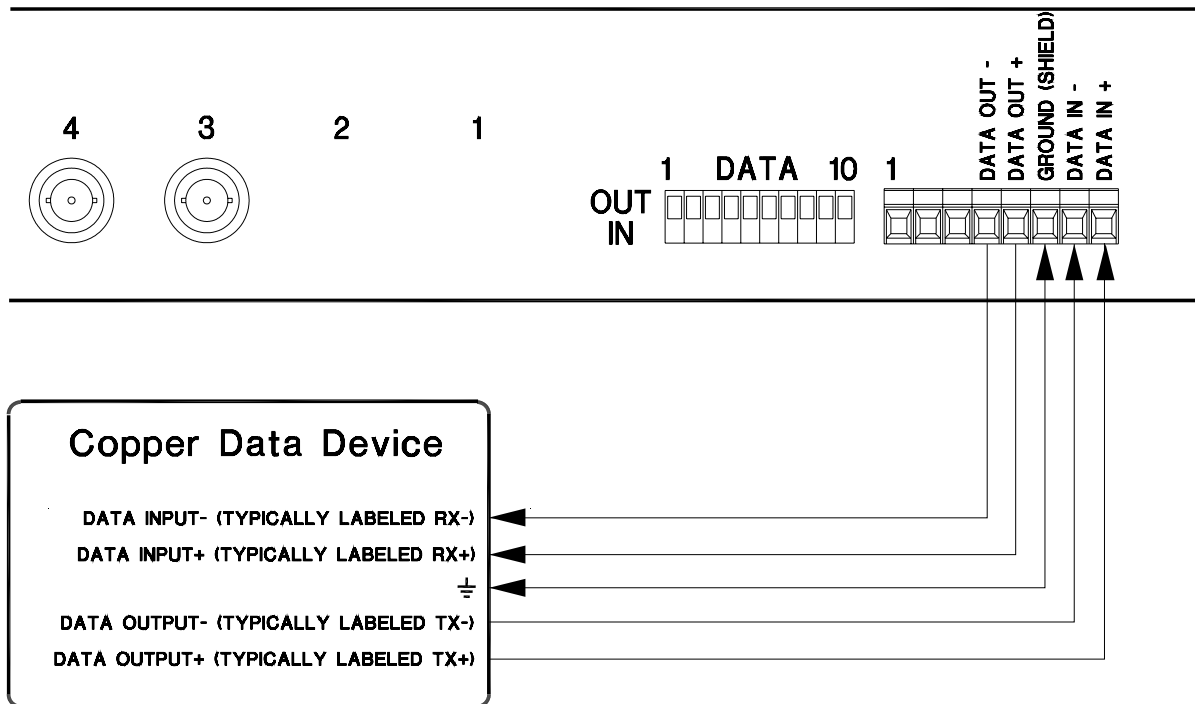 4 3 2 1
1 DATA 10 1
OUT
IN
DATA OUT -
DATA OUT +
GROUND (SHIELD)
DATA IN -
DATA IN +
Copper Data Device
DATA INPUT- (TYPICALLY LABELED RX-)
DATA INPUT+ (TYPICALLY LABELED RX+)
DATA OUTPUT- (TYPICALLY LABELED TX-)
DATA OUTPUT+ (TYPICALLY LABELED TX+)